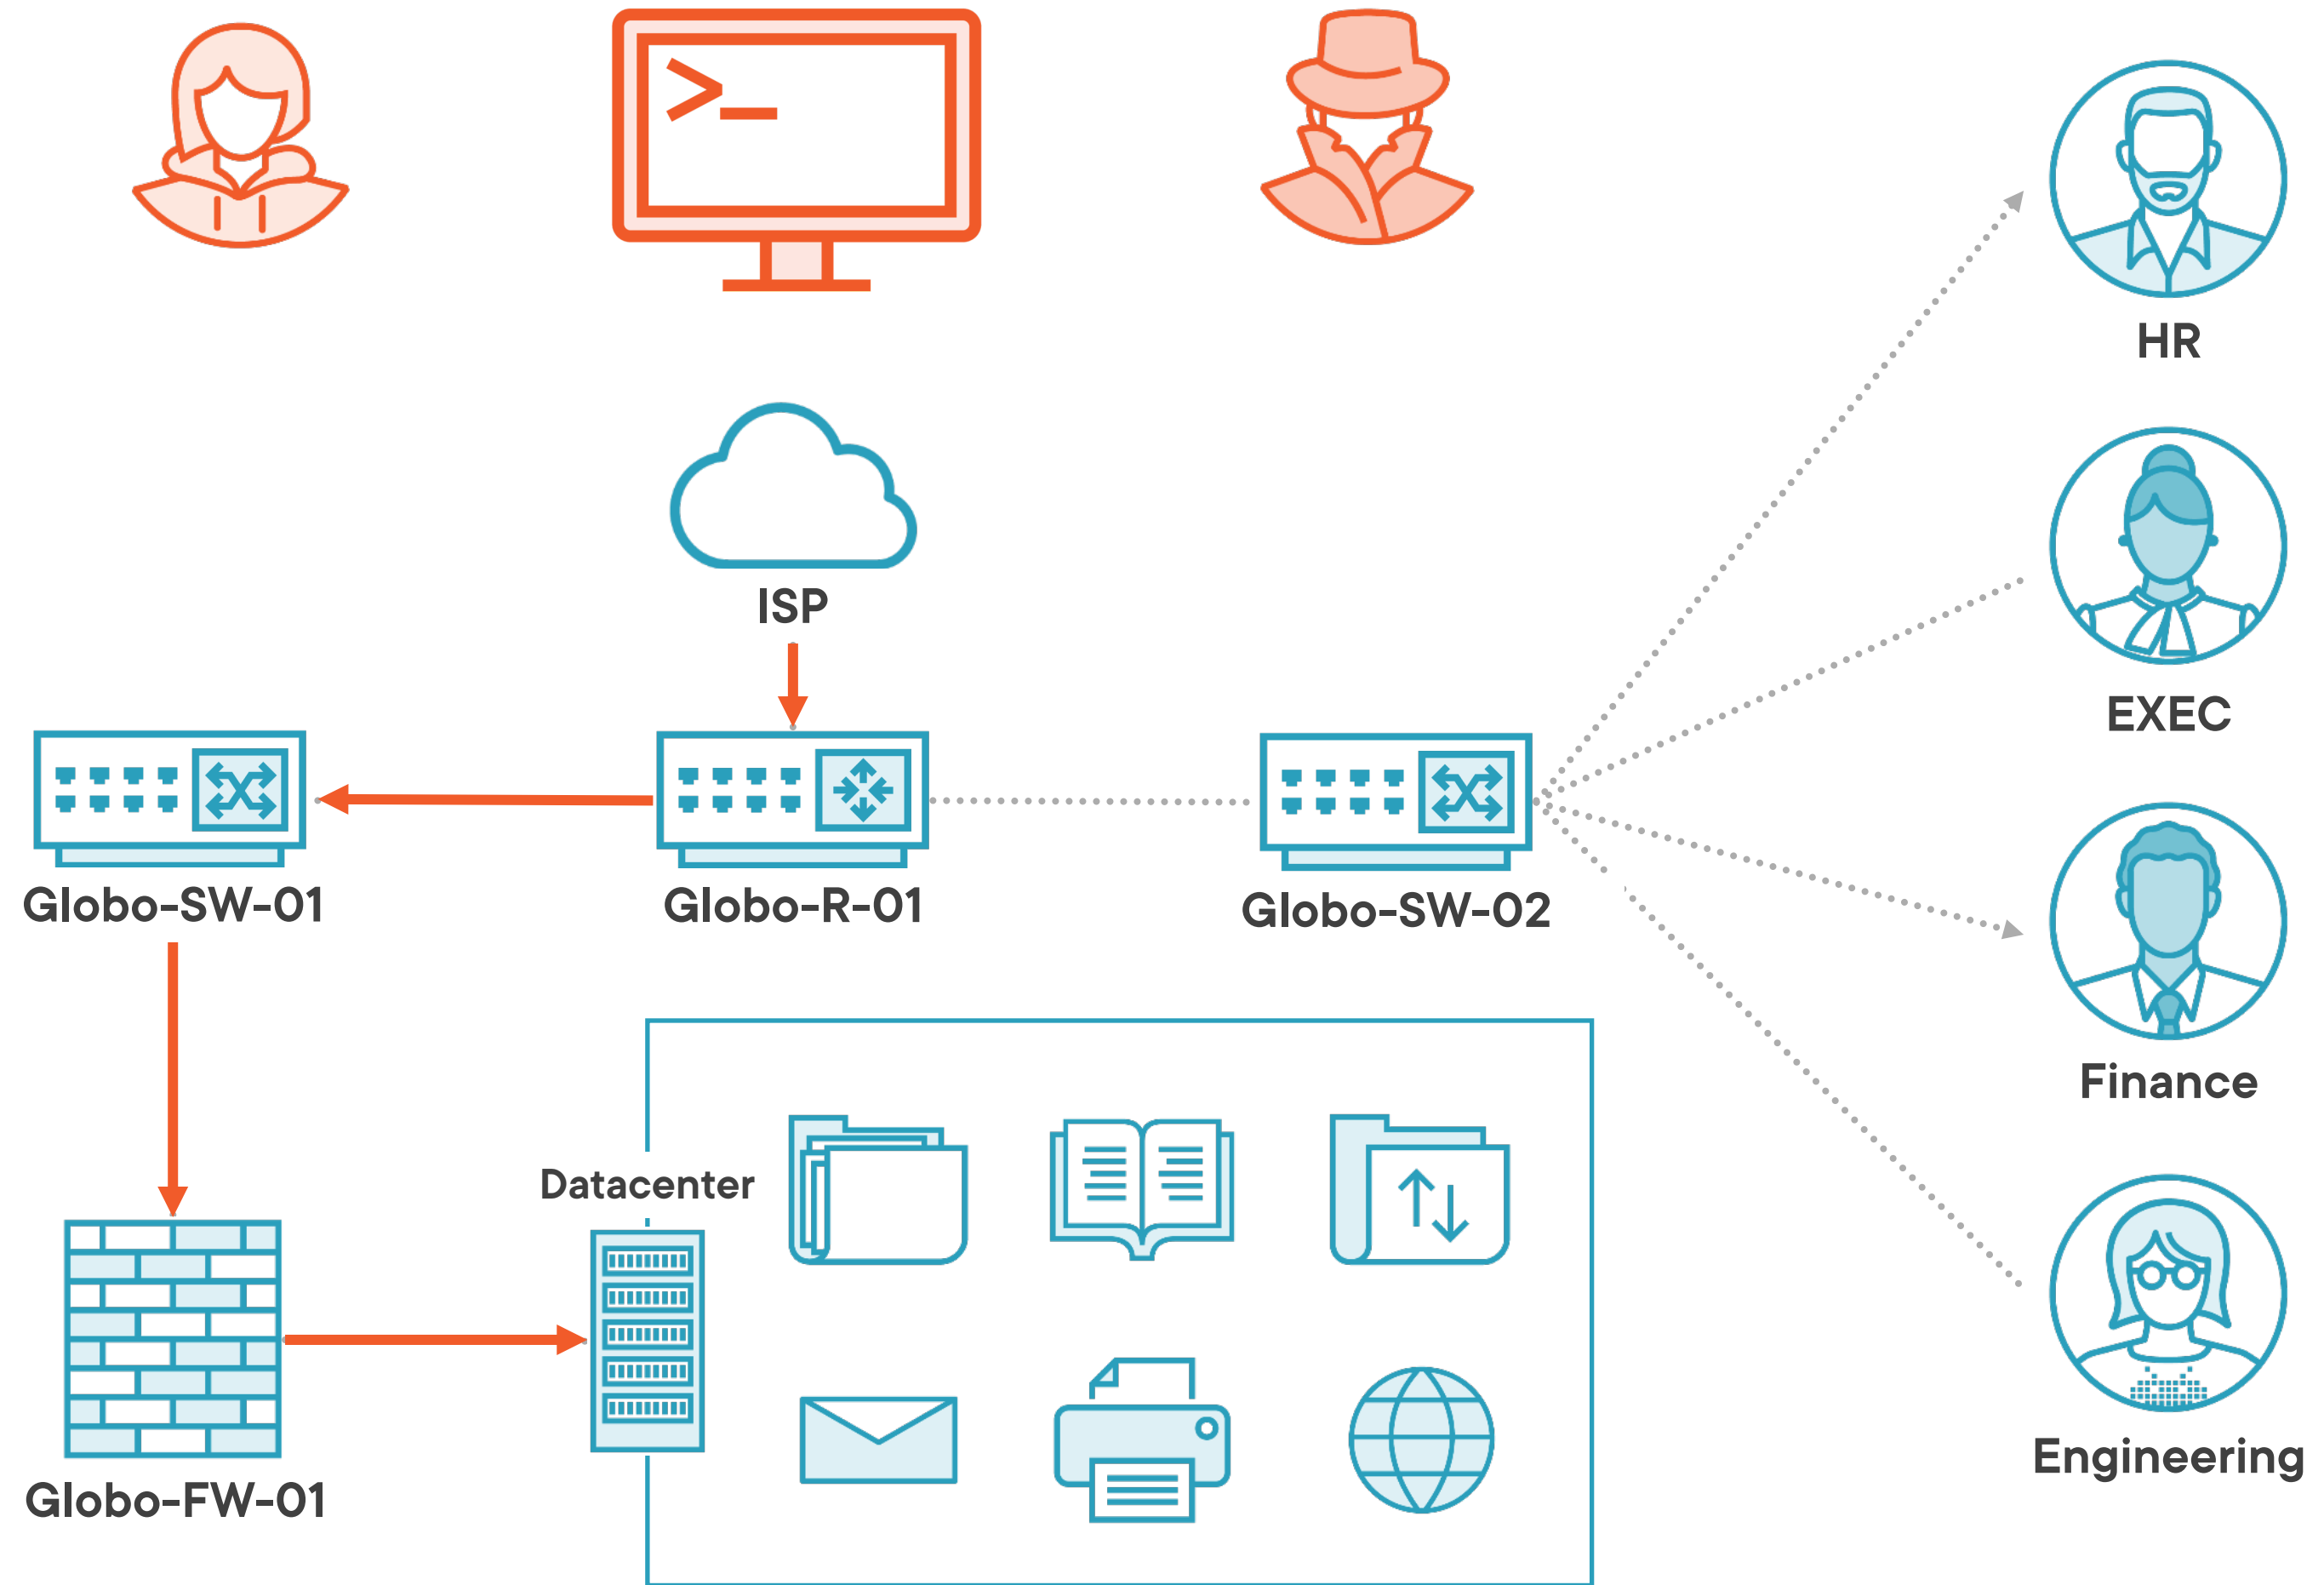 >_
HR
ISP
EXEC
Globo-SW-01
Globo-R-01
Globo-SW-02
Finance
Datacenter
Engineering
Globo-FW-01